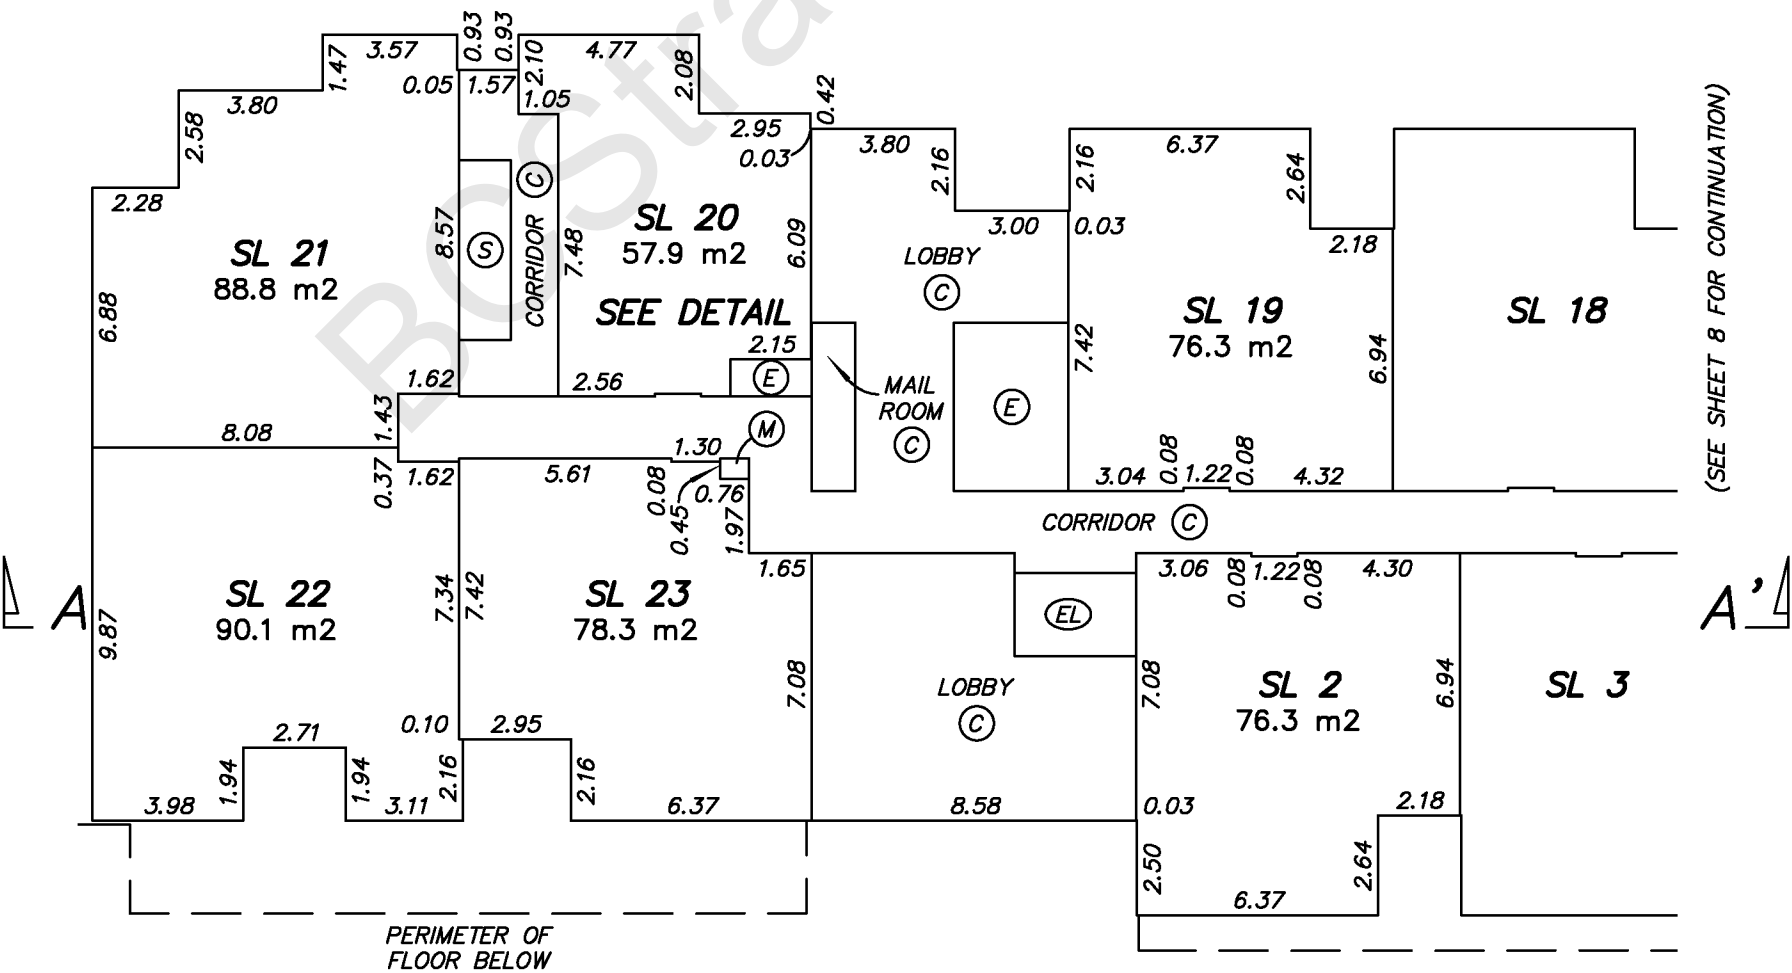 BCStra
0.93
0.93
3.57
1.47
2.10
4.77
2.08
0.05
1.57
1.05
0.42
3.80
2.58
2.95
0.03
3.80
2.16
2.16
6.37
2.64
2.28
C
SL 21
88.8 m2
8.57
S
CORRIDOR
7.48
SL 20
57.9 m2
6.09
3.00
0.03
2.18
LOBBY
C
6.88
SEE DETAIL
SL 19
76.3 m2
SL 18
(SEE SHEET 8 FOR CONTINUATION)
2.15
E
7.42
6.94
1.62
2.56
MAIL
ROOM
C
E
1.43
8.08
M
1.30
0.37
1.62
5.61
0.08
0.45
0.76
1.97
3.04
0.08
1.22
0.08
4.32
CORRIDOR C
1.65
3.06
0.08
1.22
0.08
4.30
A
9.87
SL 22
90.1 m2
7.34
7.42
SL 23
78.3 m2
EL
A'
7.08
LOBBY
C
7.08
SL 2
76.3 m2
6.94
SL 3
2.71
0.10
2.95
1.94
1.94
2.16
2.16
3.98
3.11
6.37
8.58
0.03
2.18
2.50
2.64
6.37
PERIMETER OF
FLOOR BELOW